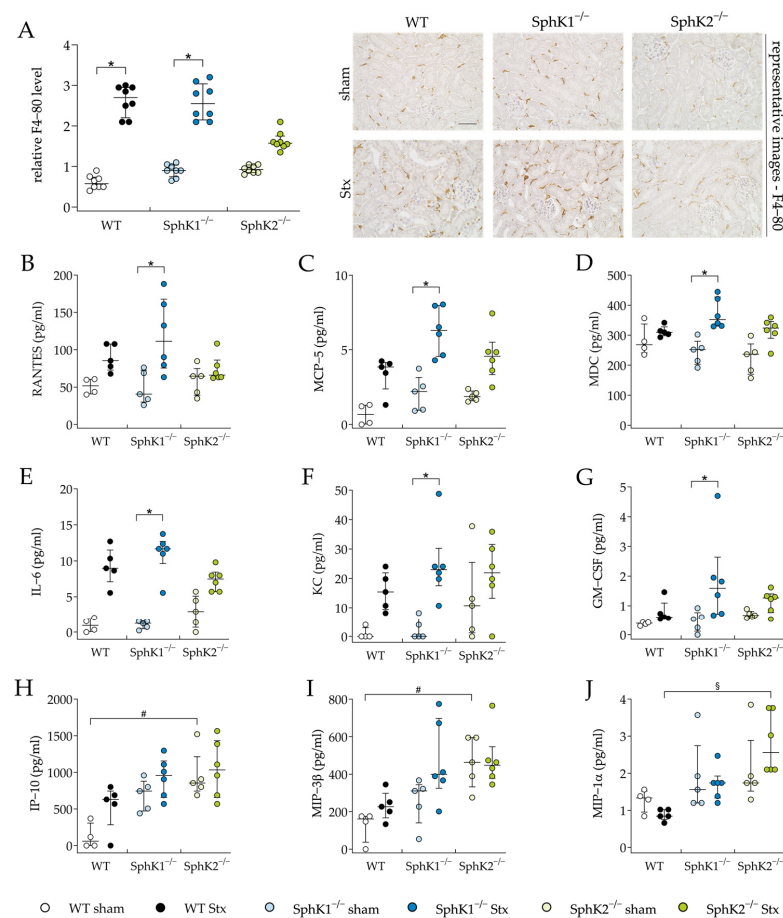 A
relative F4–80 level
4
3
2
1
0
*
*
WT
SphK1⁻/⁻
SphK2⁻/⁻
WT
SphK1⁻/⁻
SphK2⁻/⁻
sham
Stx
representative images - F4–80
B
RANTES (pg/ml)
200
150
100
50
0
*
WT
SphK1⁻/⁻
SphK2⁻/⁻
C
MCP–5 (pg/ml)
10
5
0
*
WT
SphK1⁻/⁻
SphK2⁻/⁻
D
MDC (pg/ml)
500
400
300
200
100
0
*
WT
SphK1⁻/⁻
SphK2⁻/⁻
E
IL–6 (pg/ml)
20
15
10
5
0
*
WT
SphK1⁻/⁻
SphK2⁻/⁻
F
KC (pg/ml)
50
40
30
20
10
0
*
WT
SphK1⁻/⁻
SphK2⁻/⁻
G
GM–CSF (pg/ml)
5
4
3
2
1
0
*
WT
SphK1⁻/⁻
SphK2⁻/⁻
H
IP–10 (pg/ml)
2000
1500
1000
500
0
#
WT
SphK1⁻/⁻
SphK2⁻/⁻
I
MIP–3β (pg/ml)
800
600
400
200
0
#
WT
SphK1⁻/⁻
SphK2⁻/⁻
J
MIP–1α (pg/ml)
4
3
2
1
0
§
WT
SphK1⁻/⁻
SphK2⁻/⁻
WT sham
WT Stx
SphK1⁻/⁻ sham
SphK1⁻/⁻ Stx
SphK2⁻/⁻ sham
SphK2⁻/⁻ Stx